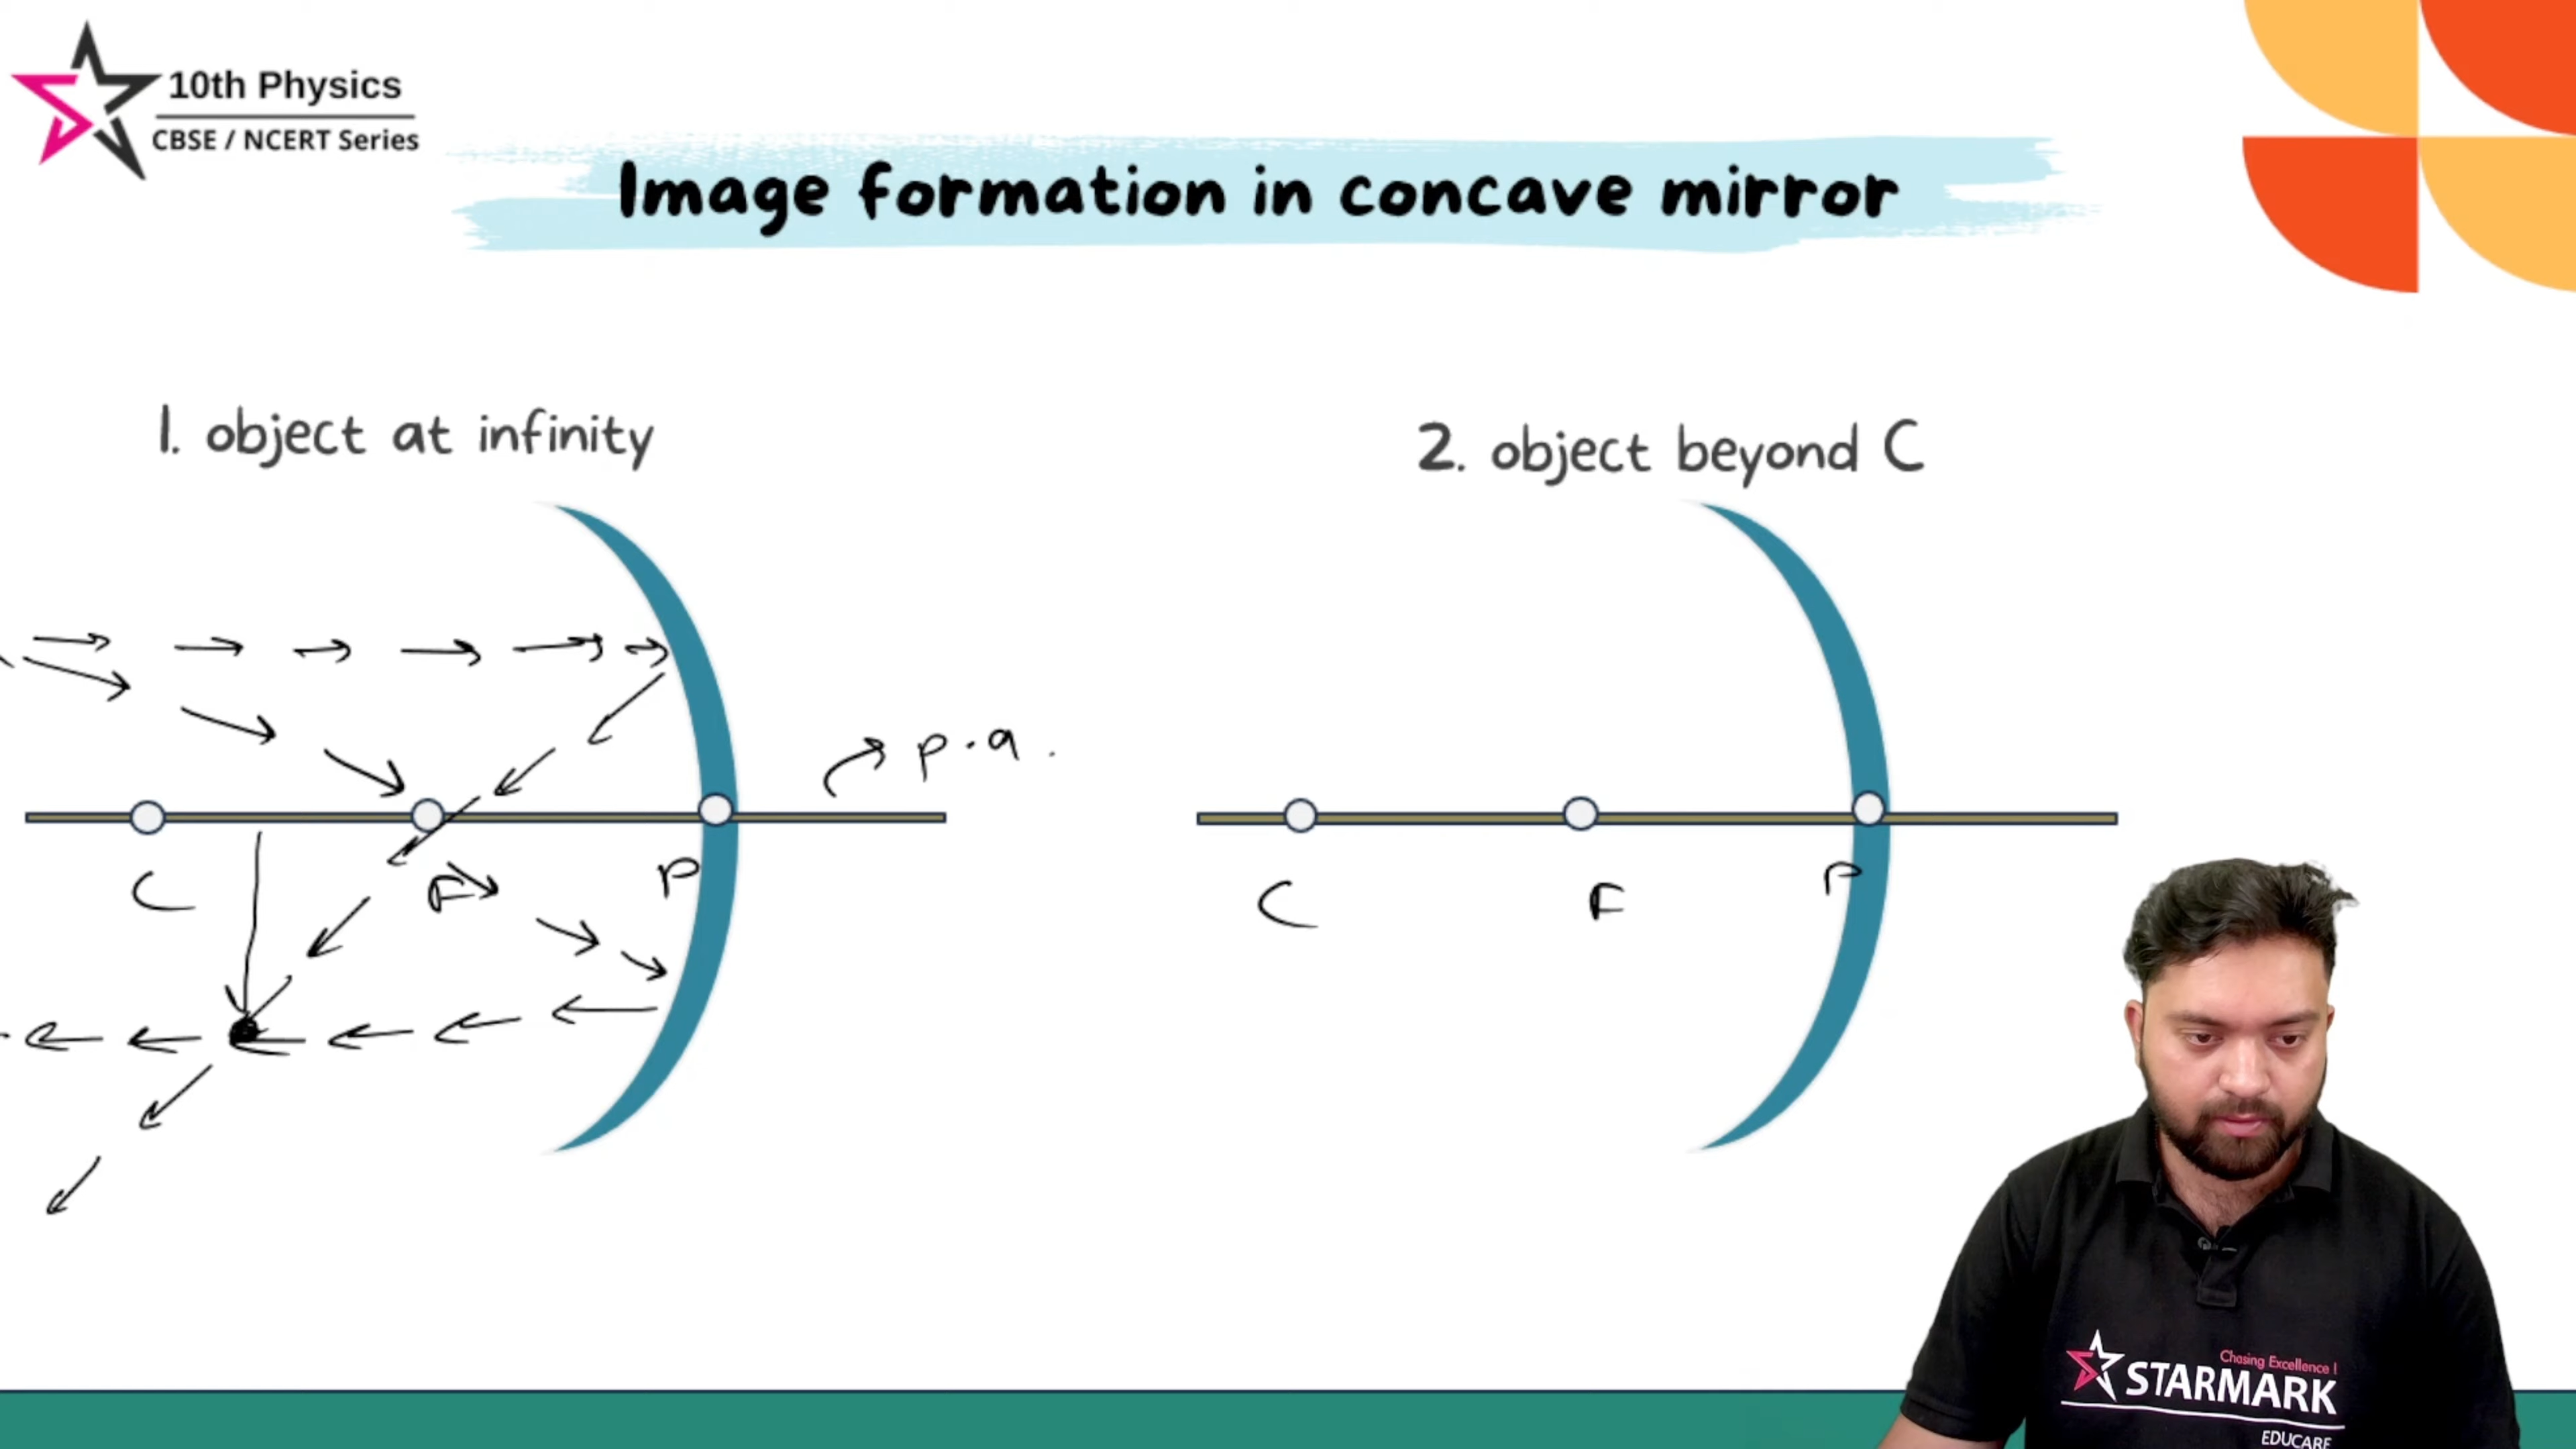 10th Physics
CBSE / NCERT Series
Image formation in concave mirror
1. object at infinity
2. object beyond C
p.a.
C
F
P
C
F
P
Chasing Excellence !
STARMARK
EDUCARE